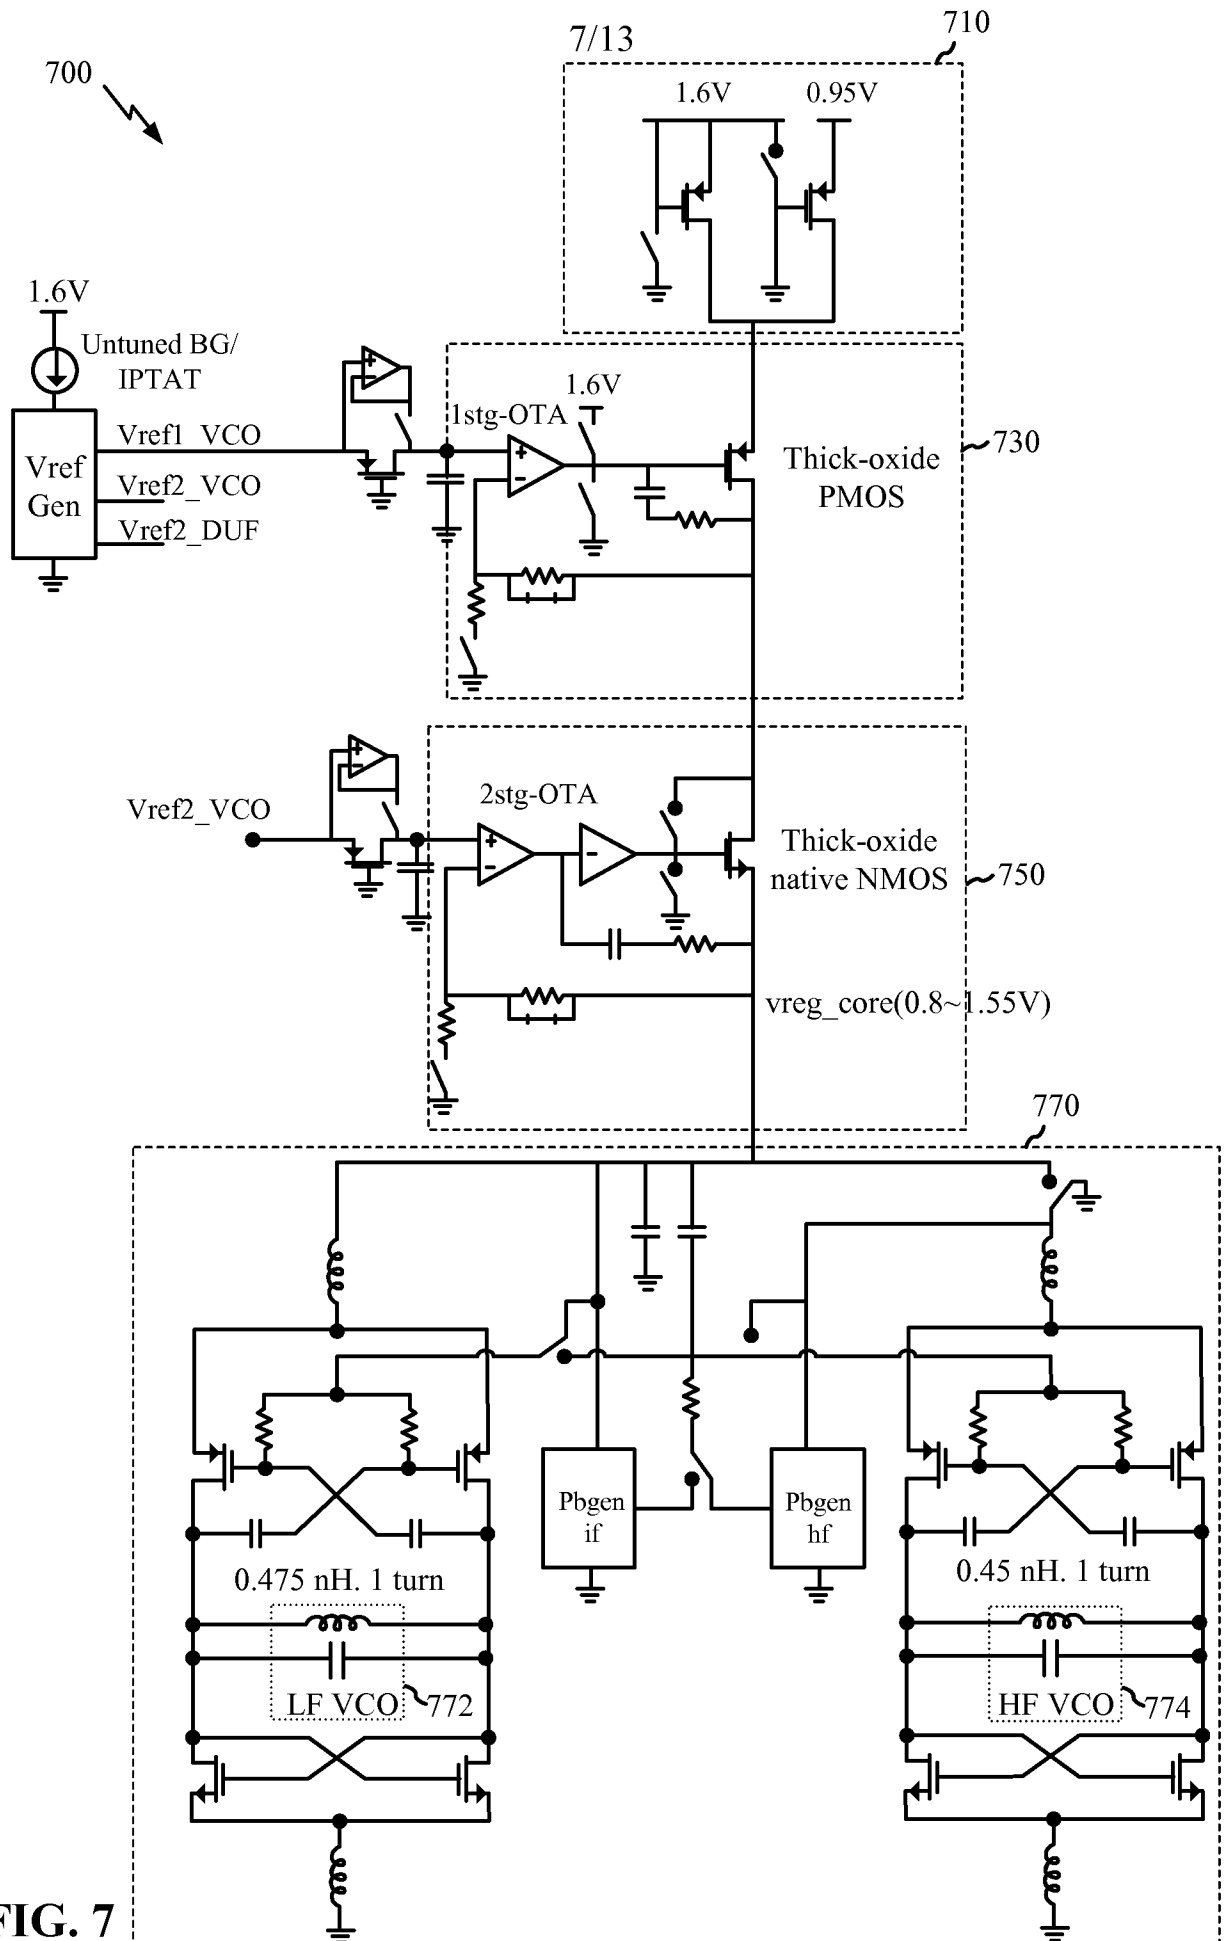 7/13
710
700
1.6V
0.95V
1.6V
Untuned BG/
IPTAT
Vref
Gen
Vref1_VCO
Vref2_VCO
Vref2_DUF
1stg-OTA
1.6V
Thick-oxide
PMOS
730
Vref2_VCO
2stg-OTA
Thick-oxide
native NMOS
750
vreg_core(0.8~1.55V)
770
Pbgen
if
Pbgen
hf
0.475 nH. 1 turn
0.45 nH. 1 turn
LF VCO
772
HF VCO
774
FIG. 7